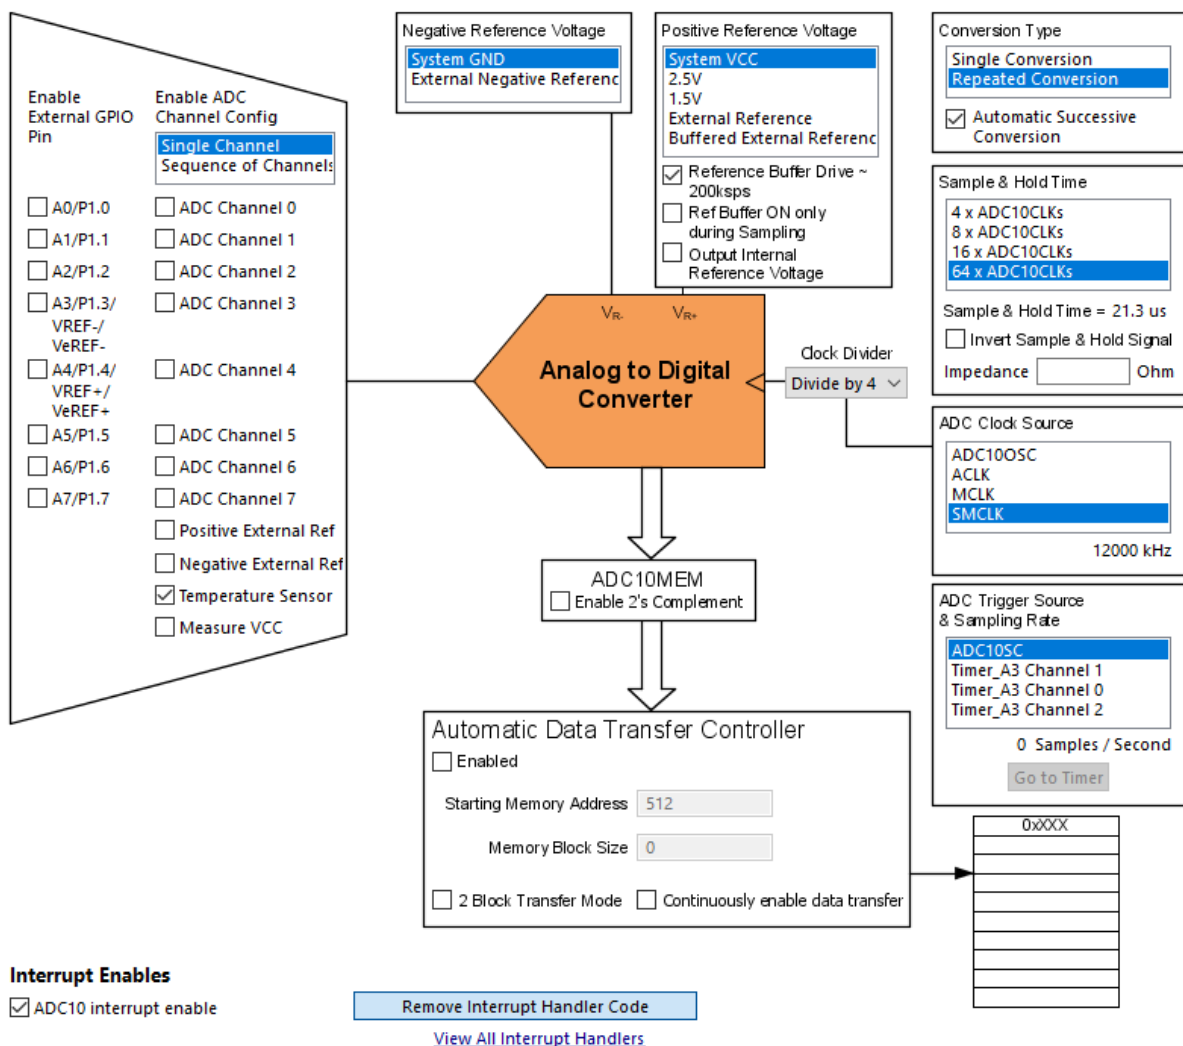 Negative Reference Voltage
System GND
External Negative Referenc
Positive Reference Voltage
System VCC
2.5V
1.5V
External Reference
Buffered External Referenc
Reference Buffer Drive ~
200ksps
Ref Buffer ON only
during Sampling
Output Internal
Reference Voltage
Conversion Type
Single Conversion
Repeated Conversion
Automatic Successive
Conversion
Enable
External GPIO
Pin
Enable ADC
Channel Config
Single Channel
Sequence of Channels
A0/P1.0
ADC Channel 0
A1/P1.1
ADC Channel 1
A2/P1.2
ADC Channel 2
A3/P1.3/
VREF-/
VeREF-
ADC Channel 3
A4/P1.4/
VREF+/
VeREF+
ADC Channel 4
A5/P1.5
ADC Channel 5
A6/P1.6
ADC Channel 6
A7/P1.7
ADC Channel 7
Positive External Ref
Negative External Ref
Temperature Sensor
Measure VCC
Sample & Hold Time
4 x ADC10CLKs
8 x ADC10CLKs
16 x ADC10CLKs
64 x ADC10CLKs
Sample & Hold Time = 21.3 us
Invert Sample & Hold Signal
Impedance Ohm
VR- VR+
Analog to Digital
Converter
Clock Divider
Divide by 4
ADC Clock Source
ADC10OSC
ACLK
MCLK
SMCLK
12000 kHz
ADC10MEM
Enable 2's Complement
ADC Trigger Source
& Sampling Rate
ADC10SC
Timer_A3 Channel 1
Timer_A3 Channel 0
Timer_A3 Channel 2
0 Samples / Second
Go to Timer
Automatic Data Transfer Controller
Enabled
Starting Memory Address 512
Memory Block Size 0
2 Block Transfer Mode Continuously enable data transfer
0xXXX
Interrupt Enables
ADC10 interrupt enable
Remove Interrupt Handler Code
View All Interrupt Handlers